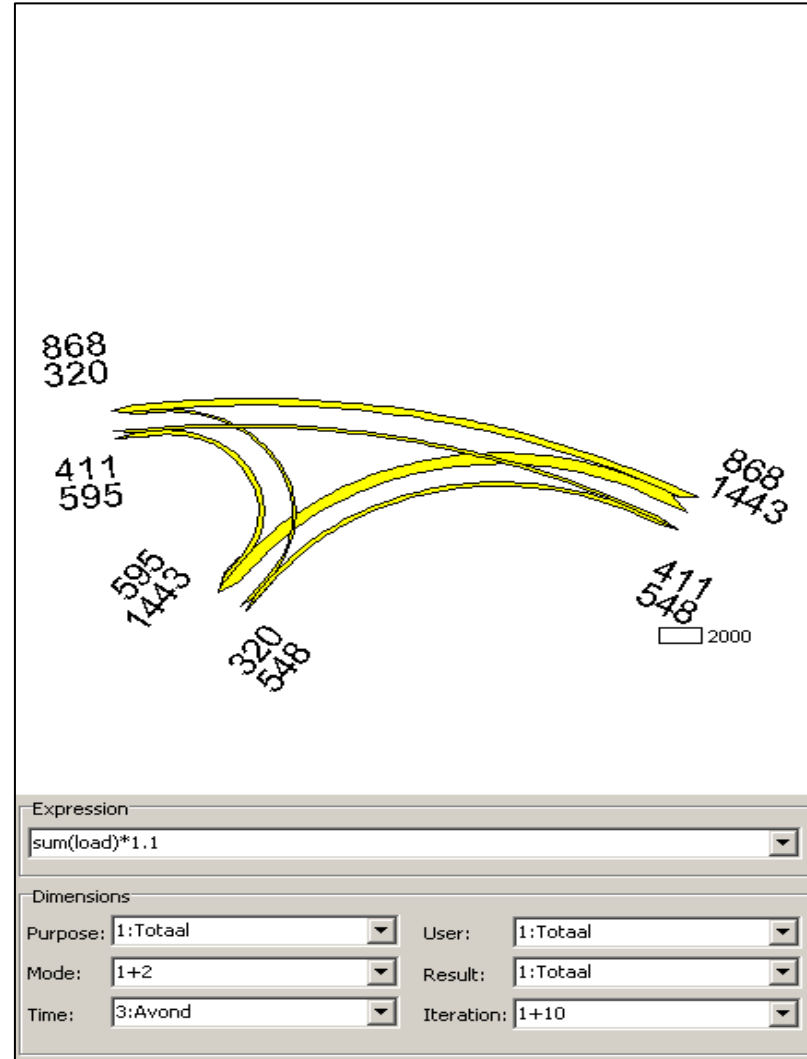 868
320
411
595
595
1443
320
548
868
1443
411
548
2000
Expression
sum(load)*1.1
Dimensions
Purpose: 1:Totaal User: 1:Totaal
Mode: 1+2 Result: 1:Totaal
Time: 3:Avond Iteration: 1+10